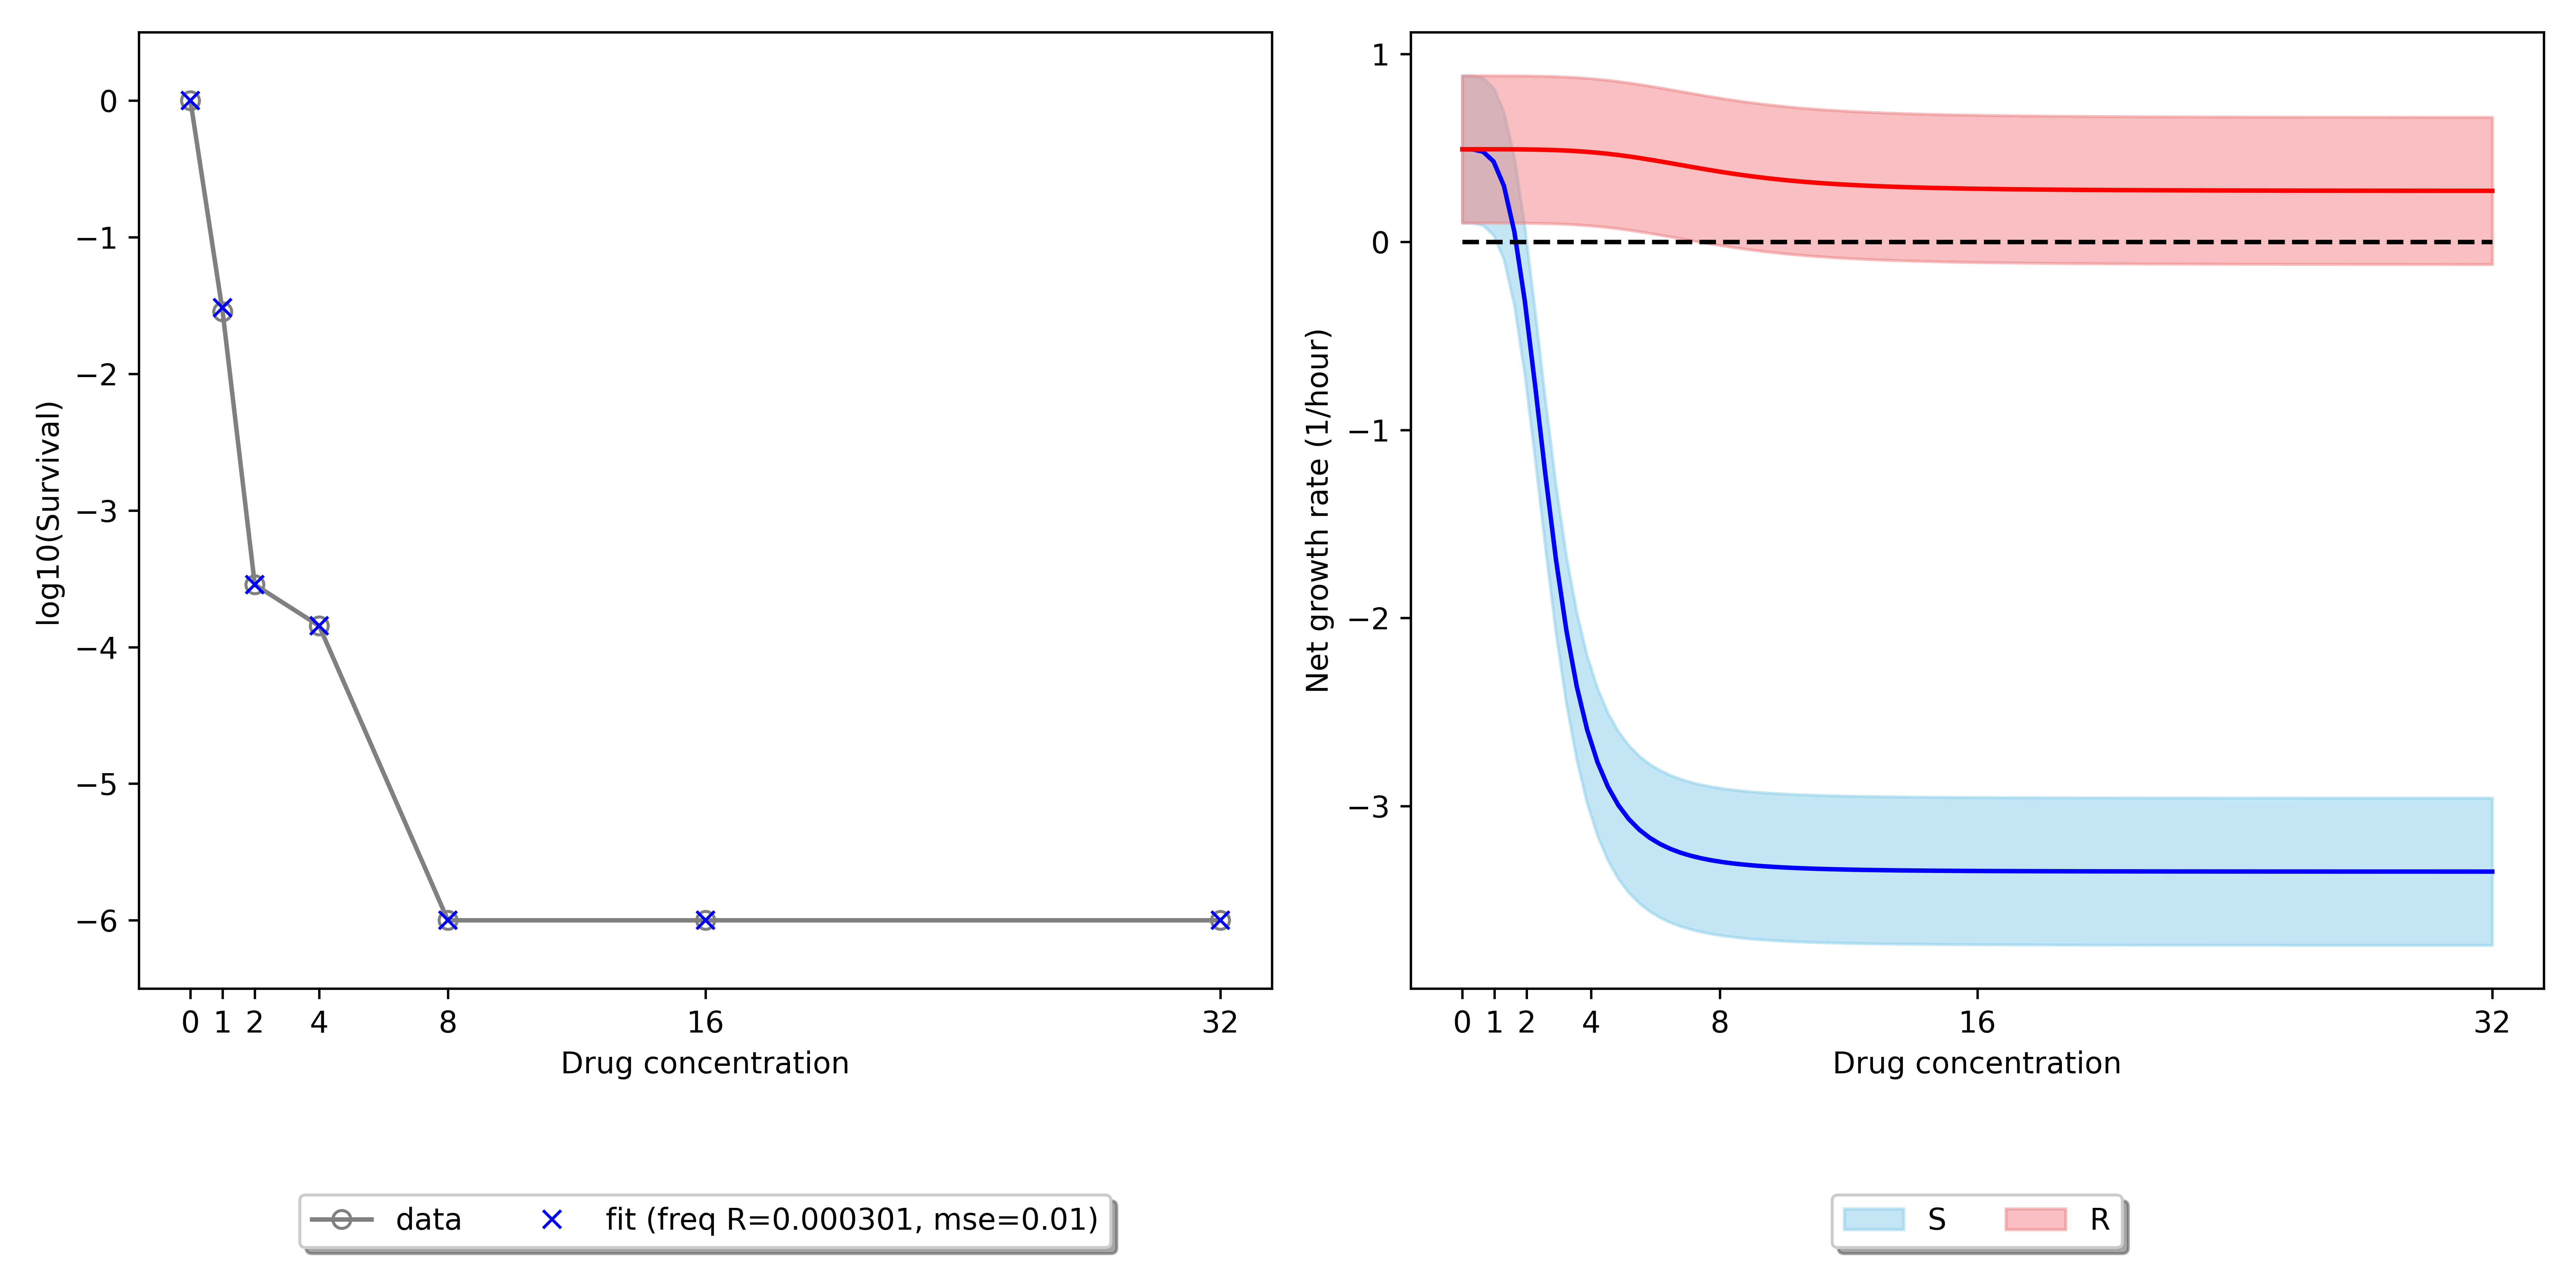 0
−1
−2
−3
−4
−5
−6
log10(Survival)
0 1 2 4 8 16 32
Drug concentration
data fit (freq R=0.000301, mse=0.01)
1
0
−1
−2
−3
Net growth rate (1/hour)
0 1 2 4 8 16 32
Drug concentration
S R